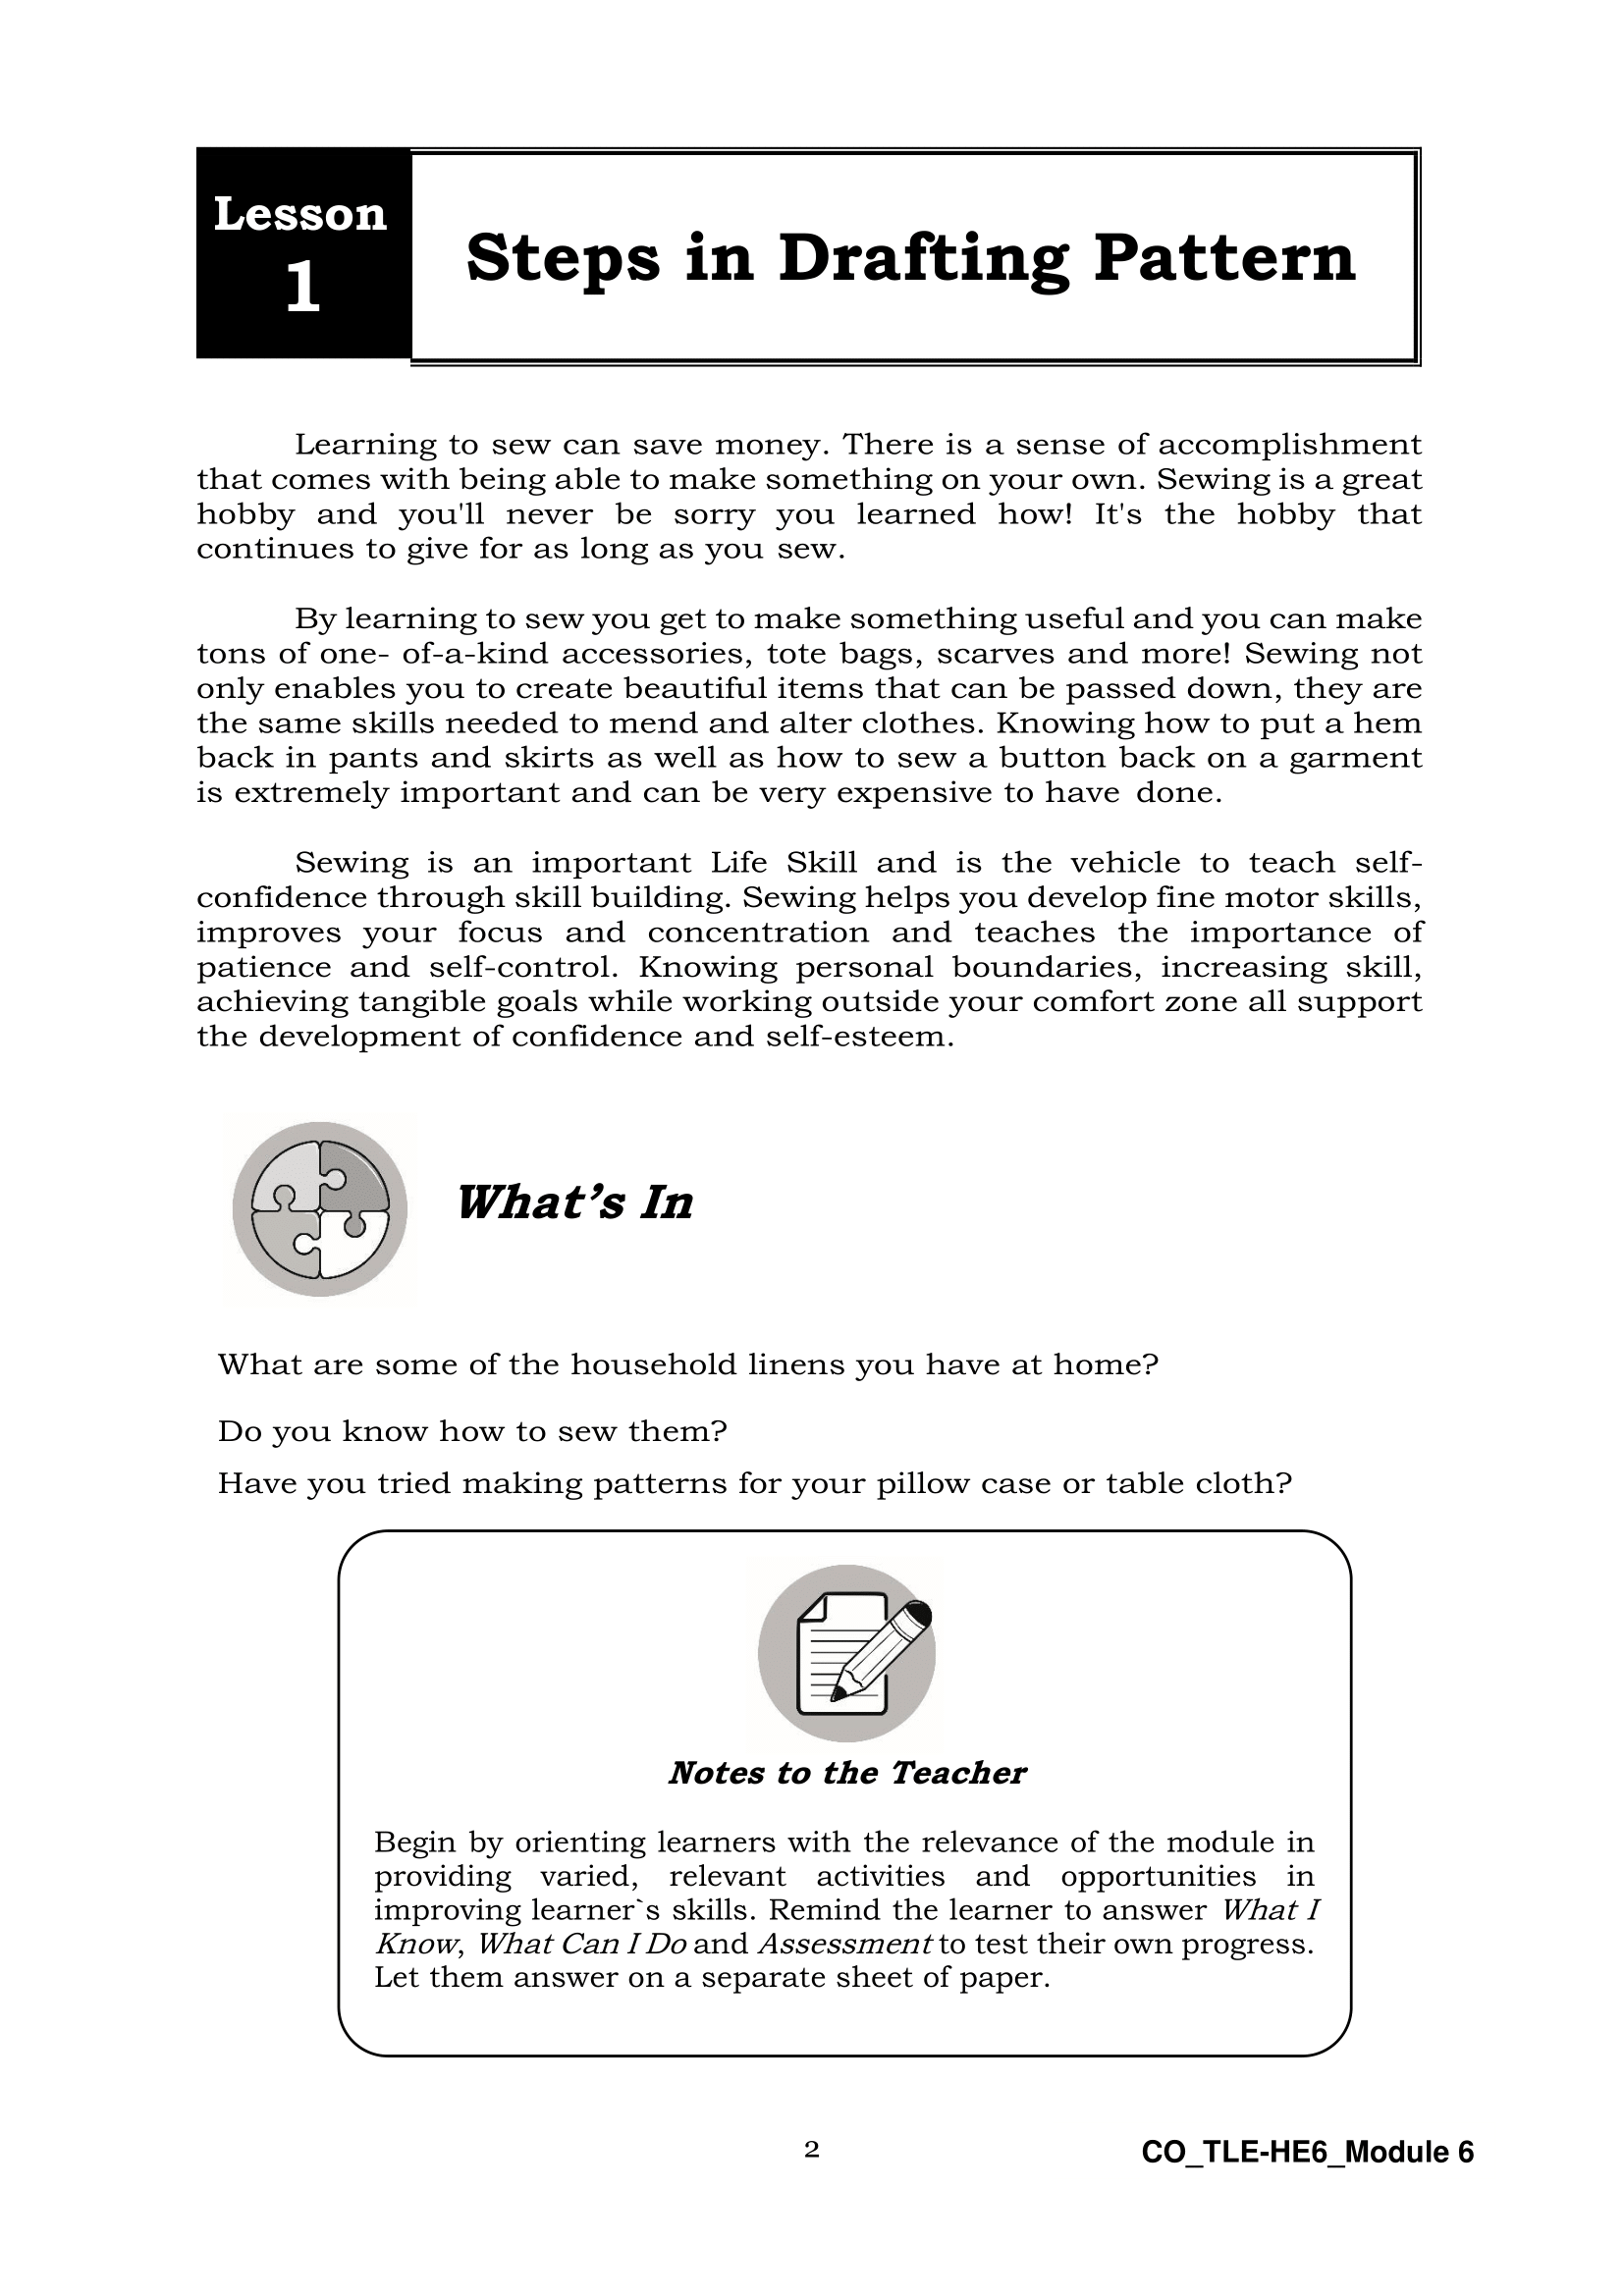 Lesson
1
Steps in Drafting Pattern
Learning to sew can save money. There is a sense of accomplishment
that comes with being able to make something on your own. Sewing is a great
hobby and you'll never be sorry you learned how! It's the hobby that
continues to give for as long as you sew.
By learning to sew you get to make something useful and you can make
tons of one- of-a-kind accessories, tote bags, scarves and more! Sewing not
only enables you to create beautiful items that can be passed down, they are
the same skills needed to mend and alter clothes. Knowing how to put a hem
back in pants and skirts as well as how to sew a button back on a garment
is extremely important and can be very expensive to have done.
Sewing is an important Life Skill and is the vehicle to teach self-
confidence through skill building. Sewing helps you develop fine motor skills,
improves your focus and concentration and teaches the importance of
patience and self-control. Knowing personal boundaries, increasing skill,
achieving tangible goals while working outside your comfort zone all support
the development of confidence and self-esteem.
What's In
What are some of the household linens you have at home?
Do you know how to sew them?
Have you tried making patterns for your pillow case or table cloth?
Notes to the Teacher
Begin by orienting learners with the relevance of the module in
providing varied, relevant activities and opportunities in
improving learner`s skills. Remind the learner to answer What I
Know, What Can I Do and Assessment to test their own progress.
Let them answer on a separate sheet of paper.
2
CO_TLE-HE6_Module 6